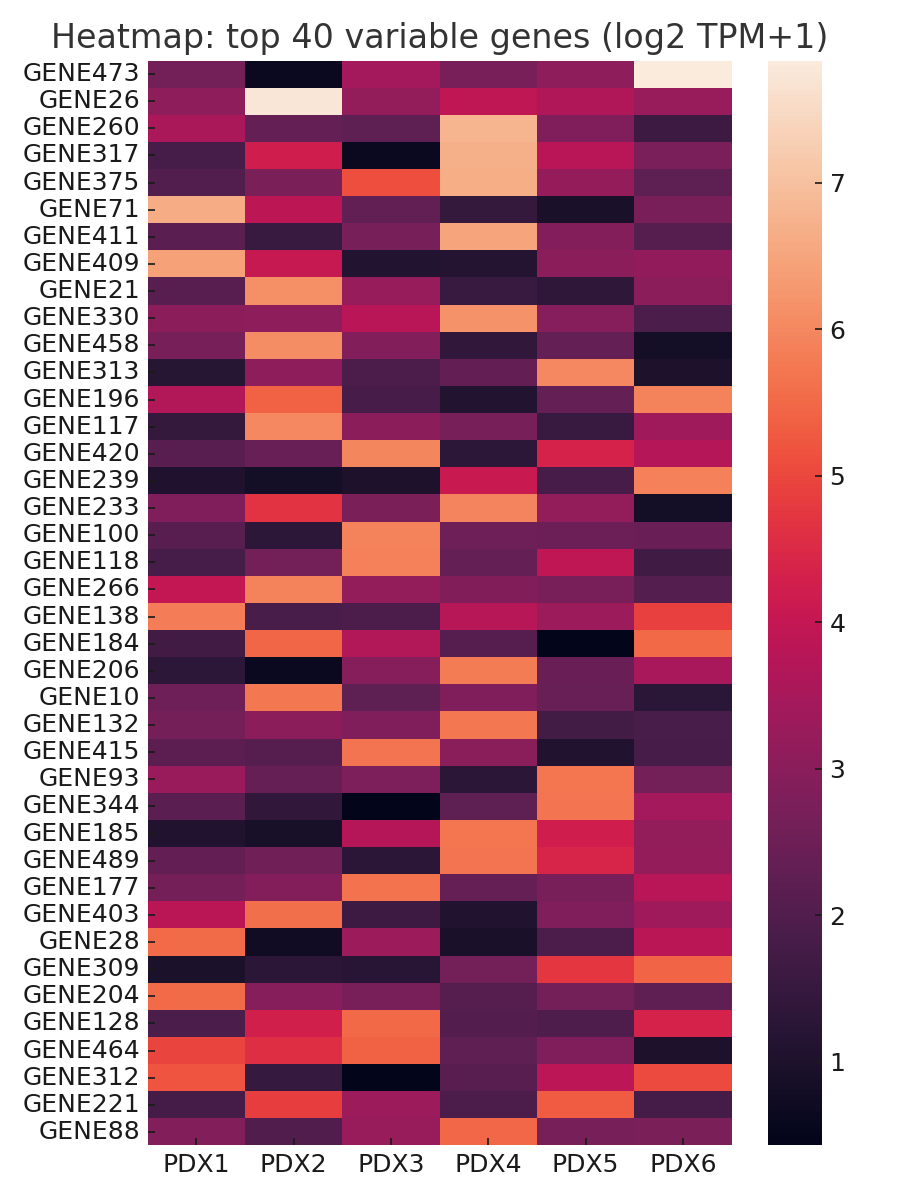 Heatmap: top 40 variable genes (log2 TPM+1)
GENE473
GENE26
GENE260
GENE317
GENE375
GENE71
GENE411
GENE409
GENE21
GENE330
GENE458
GENE313
GENE196
GENE117
GENE420
GENE239
GENE233
GENE100
GENE118
GENE266
GENE138
GENE184
GENE206
GENE10
GENE132
GENE415
GENE93
GENE344
GENE185
GENE489
GENE177
GENE403
GENE28
GENE309
GENE204
GENE128
GENE464
GENE312
GENE221
GENE88
PDX1 PDX2 PDX3 PDX4 PDX5 PDX6
7
6
5
4
3
2
1